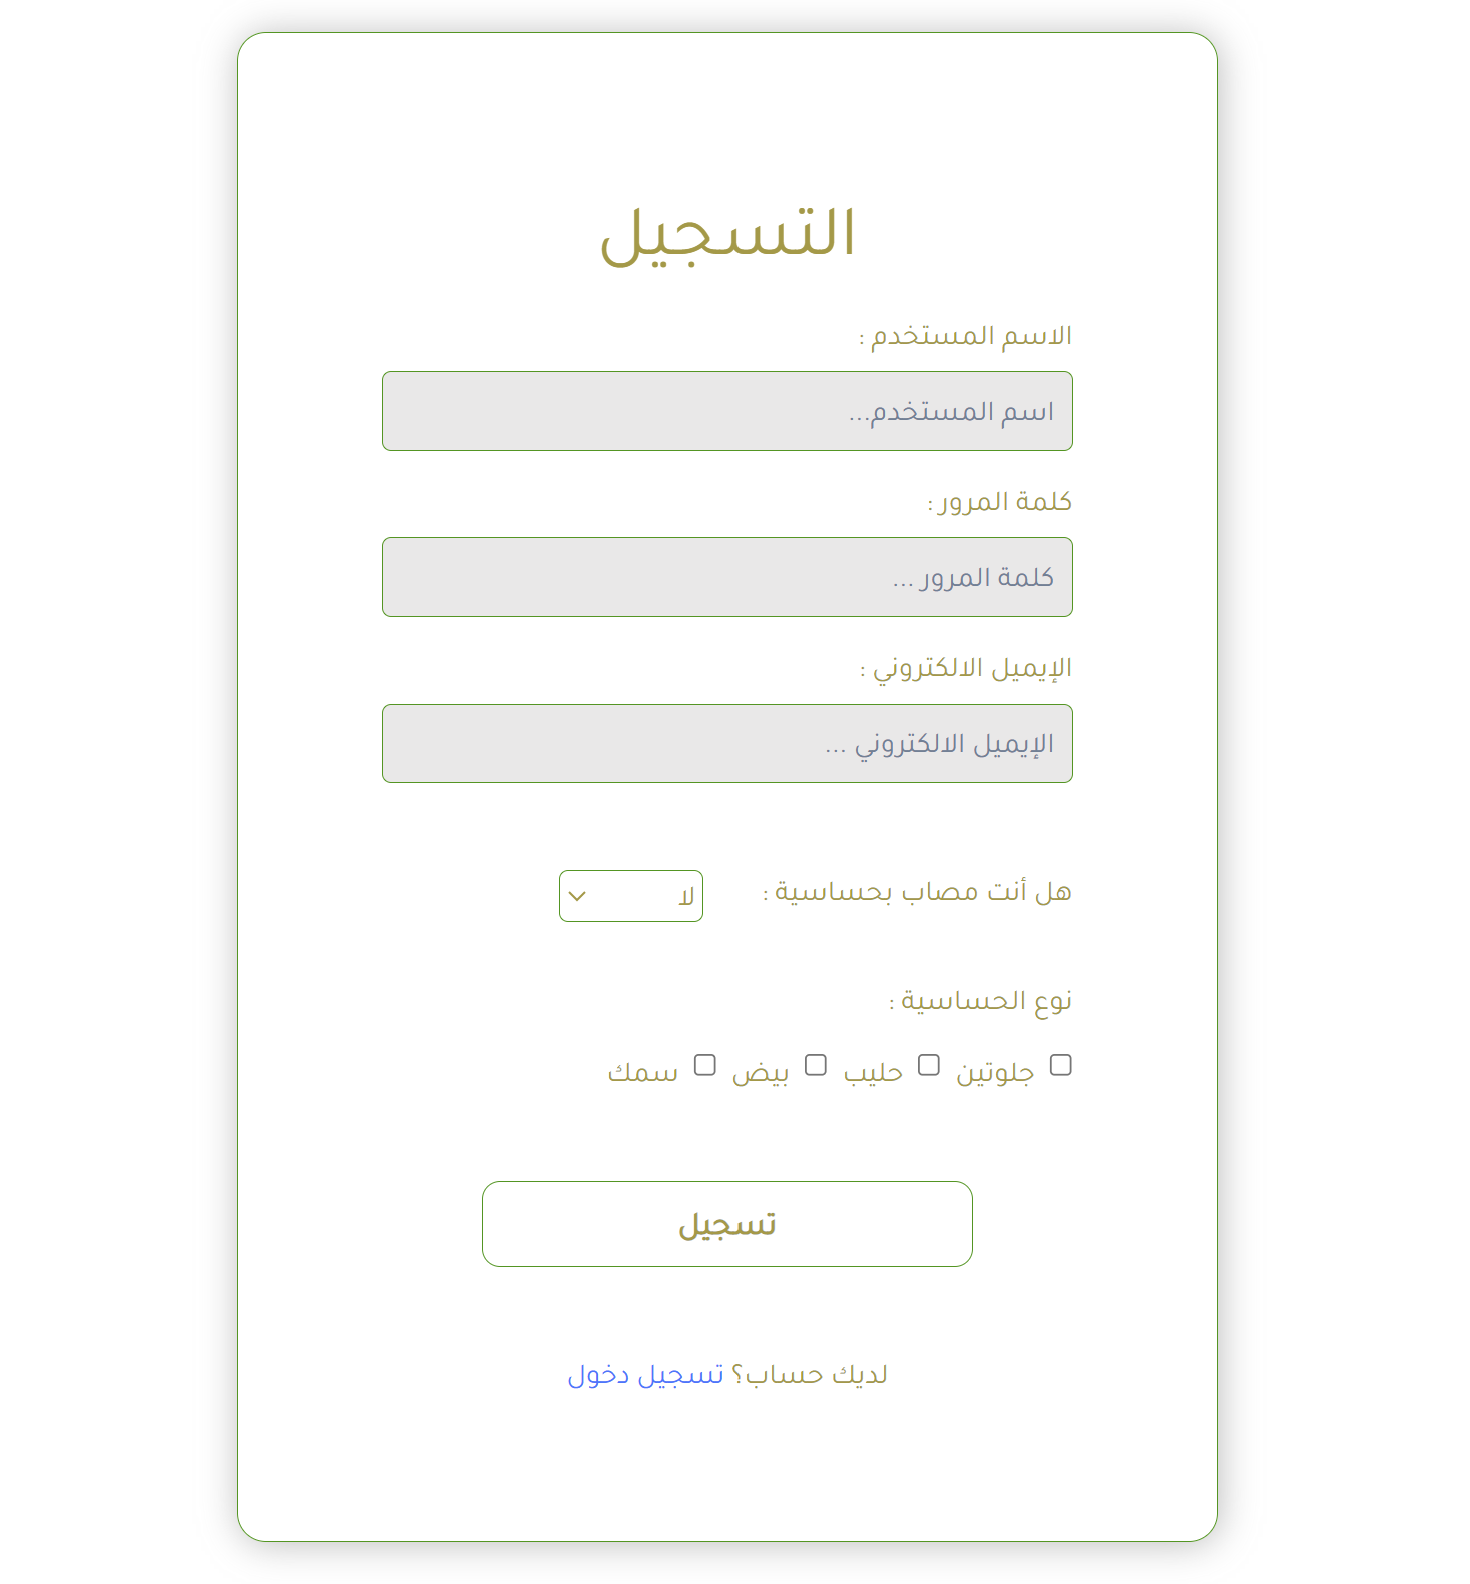 التسجيل
الاسم المستخدم :
اسم المستخدم...
كلمة المرور :
كلمة المرور ...
الإيميل الالكتروني :
الإيميل الالكتروني ...
هل أنت مصاب بحساسية : لا
نوع الحساسية :
جلوتين حليب بيض سمك
تسجيل
لديك حساب؟ تسجيل دخول